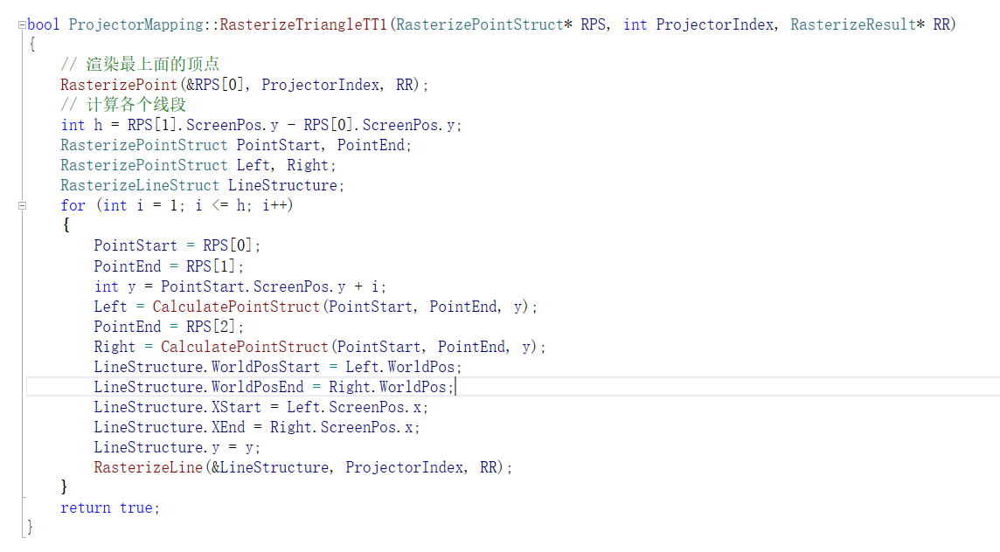 bool ProjectorMapping::RasterizeTriangleTT1(RasterizePointStruct* RPS, int ProjectorIndex, RasterizeResult* RR)
{
    // 渲染最上面的顶点
    RasterizePoint(&RPS[0], ProjectorIndex, RR);
    // 计算各个线段
    int h = RPS[1].ScreenPos.y - RPS[0].ScreenPos.y;
    RasterizePointStruct PointStart, PointEnd;
    RasterizePointStruct Left, Right;
    RasterizeLineStruct LineStructure;
    for (int i = 1; i <= h; i++)
    {
        PointStart = RPS[0];
        PointEnd = RPS[1];
        int y = PointStart.ScreenPos.y + i;
        Left = CalculatePointStruct(PointStart, PointEnd, y);
        PointEnd = RPS[2];
        Right = CalculatePointStruct(PointStart, PointEnd, y);
        LineStructure.WorldPosStart = Left.WorldPos;
        LineStructure.WorldPosEnd = Right.WorldPos;
        LineStructure.XStart = Left.ScreenPos.x;
        LineStructure.XEnd = Right.ScreenPos.x;
        LineStructure.y = y;
        RasterizeLine(&LineStructure, ProjectorIndex, RR);
    }
    return true;
}